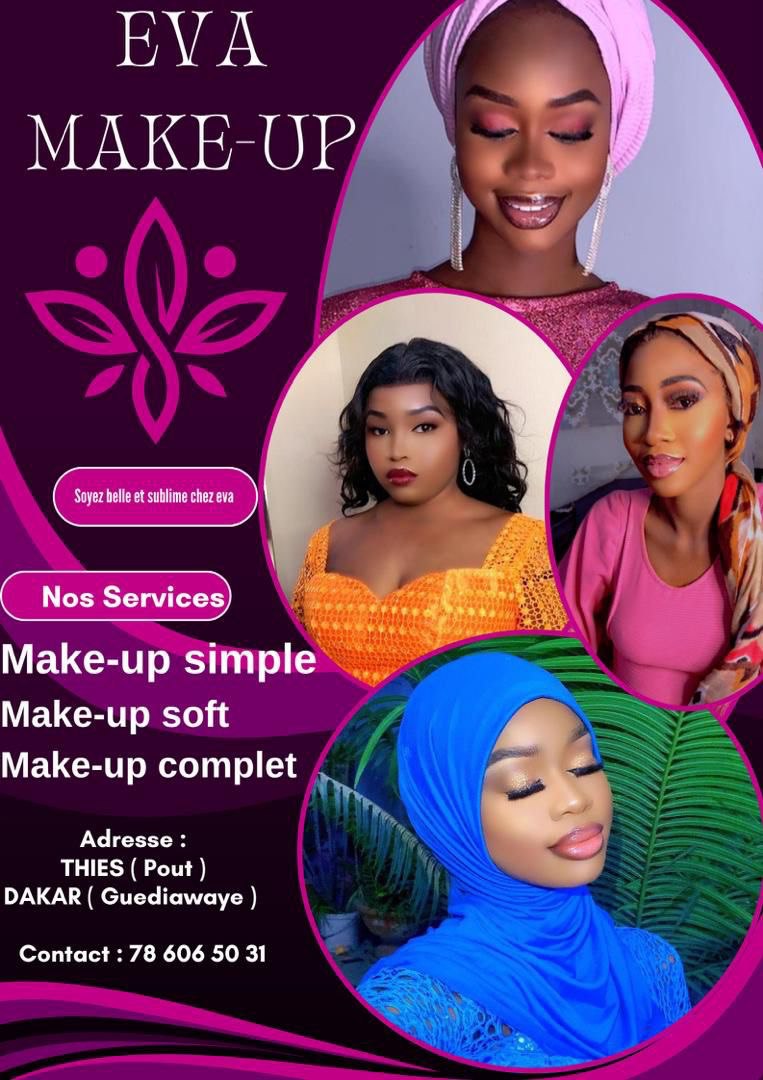 EVA
MAKE-UP
Soyez belle et sublime chez eva
Nos Services
Make-up simple
Make-up soft
Make-up complet
Adresse :
THIES ( Pout )
DAKAR ( Guediawaye )
Contact : 78 606 50 31